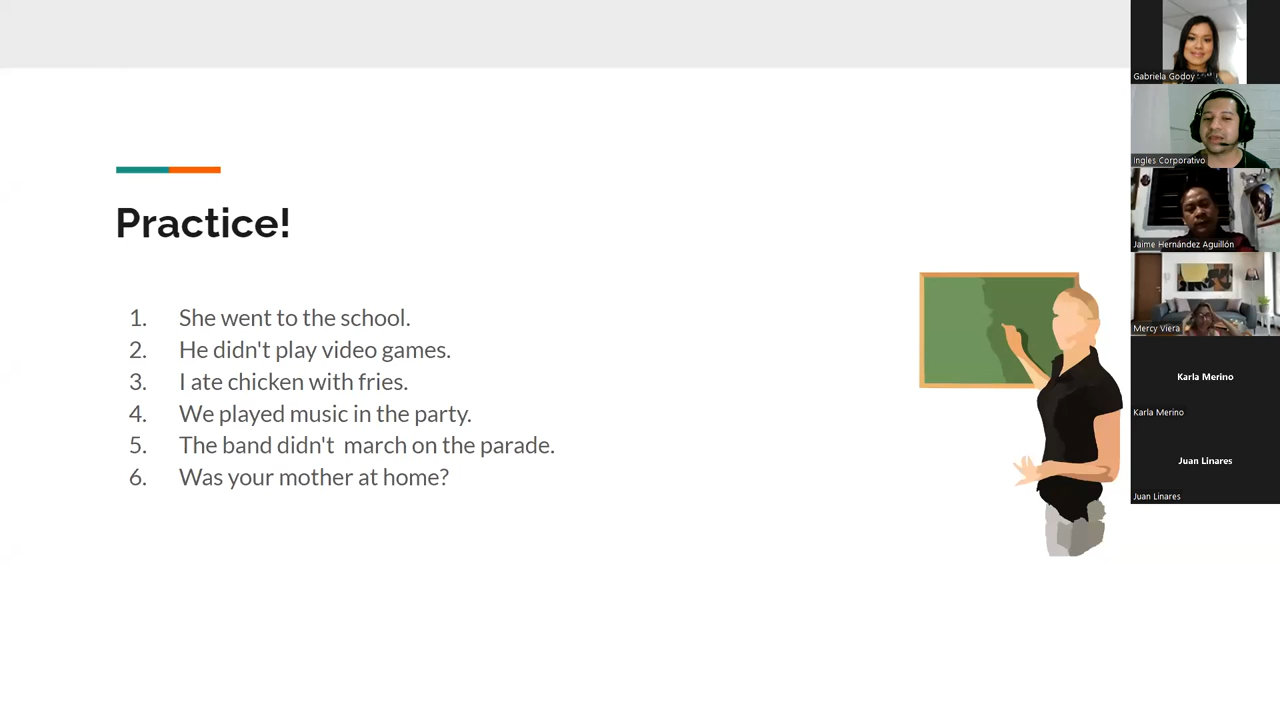 Practice!
1. She went to the school.
2. He didn't play video games.
3. I ate chicken with fries.
4. We played music in the party.
5. The band didn't  march on the parade.
6. Was your mother at home?
Gabriela Godoy
Ingles Corporativo
Jaime Hernández Aguillón
Mercy Viera
Karla Merino
Karla Merino
Juan Linares
Juan Linares